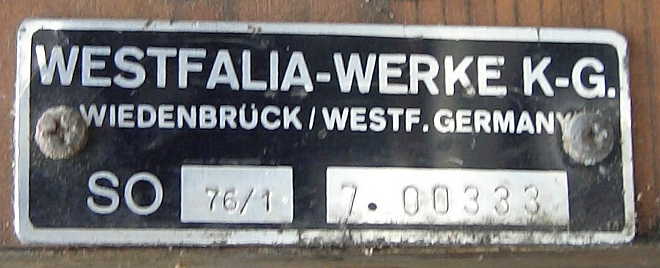 WESTFALIA-WERKE K-G.
WIEDENBRÜCK / WESTF. GERMANY
SO 76/1 7.00333